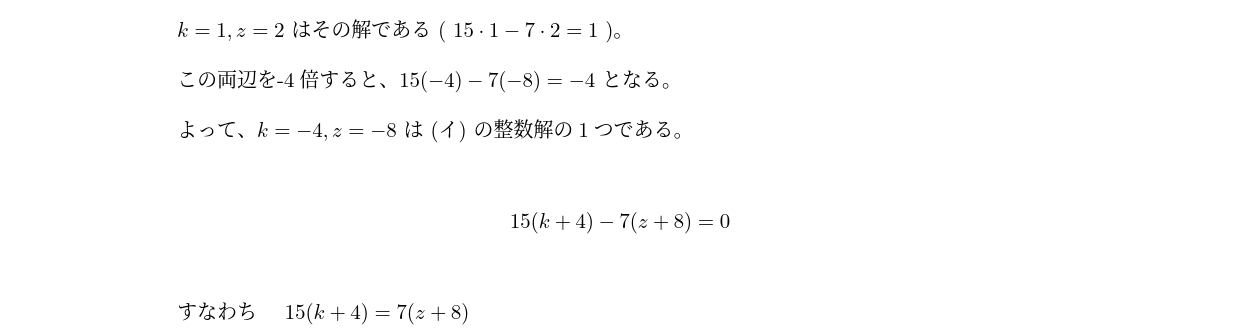 k = 1, z = 2 はその解である ( 15 · 1 − 7 · 2 = 1 )。
この両辺を-4 倍すると、15(−4) − 7(−8) = −4 となる。
よって、k = −4, z = −8 は (イ) の整数解の 1 つである。
15(k + 4) − 7(z + 8) = 0
すなわち 15(k + 4) = 7(z + 8)